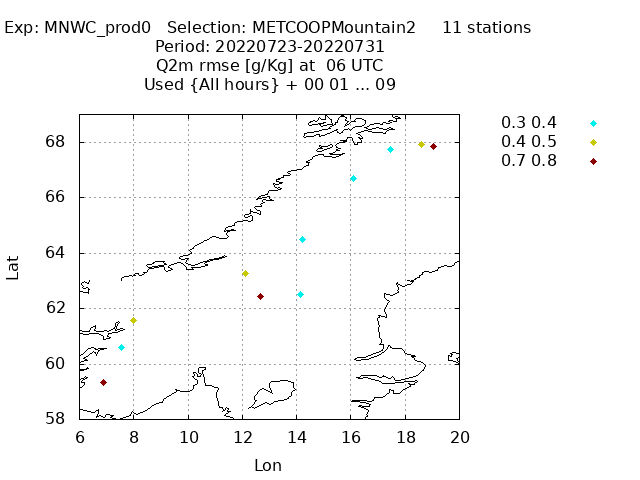 Exp: MNWC_prod0 Selection: METCOOPMountain2 11 stations
Period: 20220723-20220731
Q2m rmse [g/Kg] at 06 UTC
Used {All hours} + 00 01 ... 09
0.3 0.4
0.4 0.5
0.7 0.8
68
66
64
62
60
58
Lat
6 8 10 12 14 16 18 20
Lon